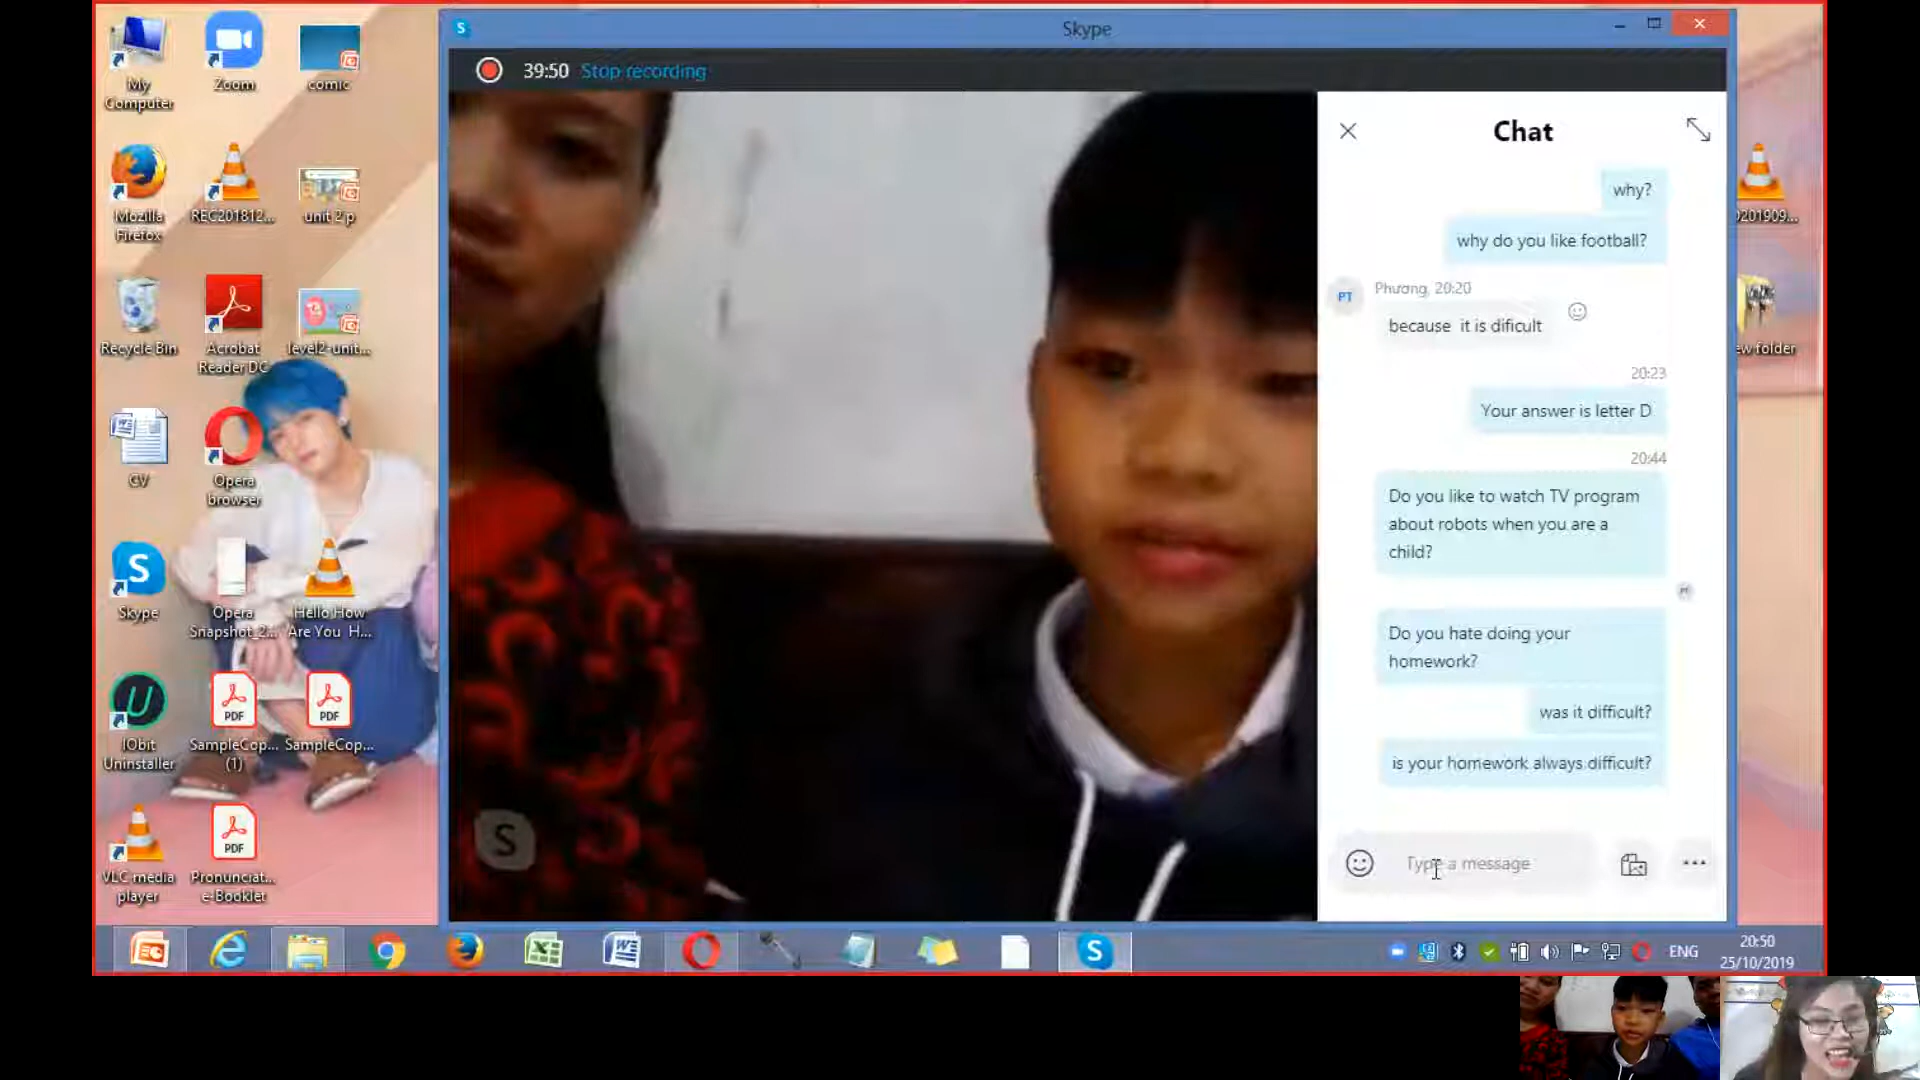 Skype
39:50 Stop recording
My
Computer
Zoom
comic
Mozilla
Firefox
REC201812...
unit 2 p
Recycle Bin
Acrobat
Reader DC
level2-unit...
CV
Opera
browser
Skype
Opera
Snapshot_2...
Hello How
Are You H...
IObit
Uninstaller
PDF
SampleCop...
(1)
PDF
SampleCop...
VLC media
player
PDF
Pronunciat...
e-Booklet
Chat
why?
why do you like football?
PT
Phương, 20:20
because it is dificult
20:23
Your answer is letter D
20:44
Do you like to watch TV program
about robots when you are a
child?
Do you hate doing your
homework?
was it difficult?
is your homework always difficult?
Type a message
201909...
ew folder
ENG
20:50
25/10/2019